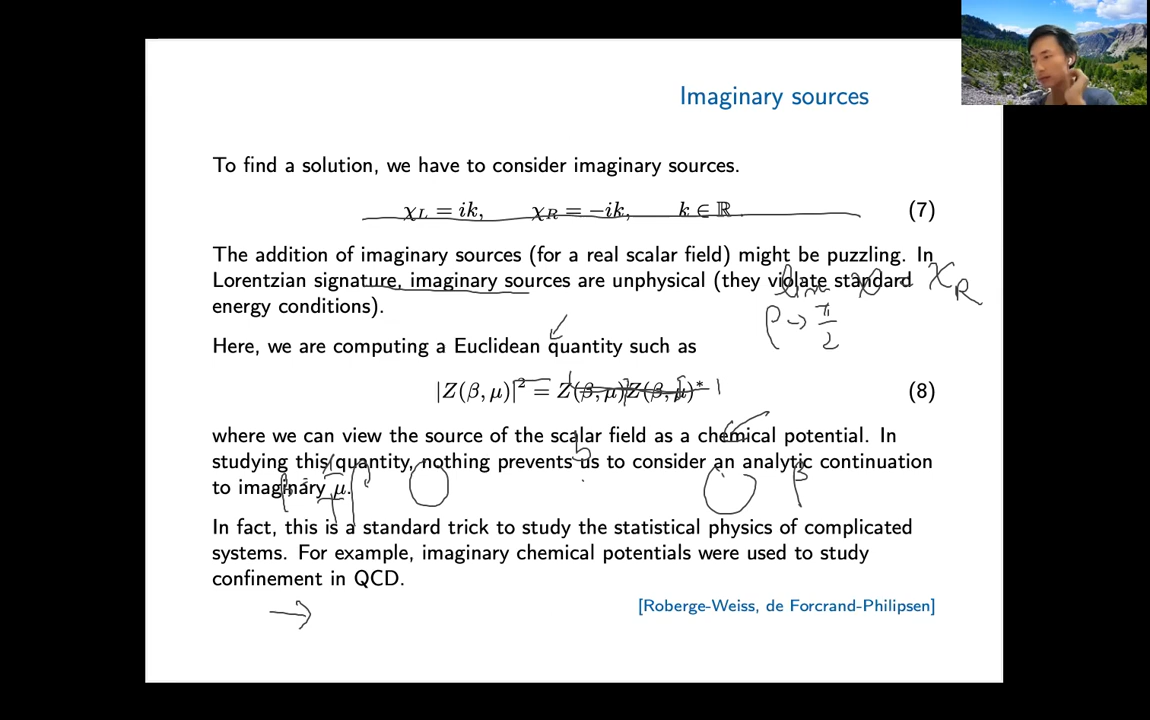 Imaginary sources
To find a solution, we have to consider imaginary sources.
χL = ik, χR = −ik, k ∈ ℝ (7)
The addition of imaginary sources (for a real scalar field) might be puzzling. In
Lorentzian signature, imaginary sources are unphysical (they violate standard
energy conditions).
lim χ χR
ρ → π/2
Here, we are computing a Euclidean quantity such as
|Z(β, μ)|² = Z(β, μ)Z(β, μ)* (8)
where we can view the source of the scalar field as a chemical potential. In
studying this quantity, nothing prevents us to consider an analytic continuation
to imaginary μ.
β
In fact, this is a standard trick to study the statistical physics of complicated
systems. For example, imaginary chemical potentials were used to study
confinement in QCD.
→
[Roberge-Weiss, de Forcrand-Philipsen]